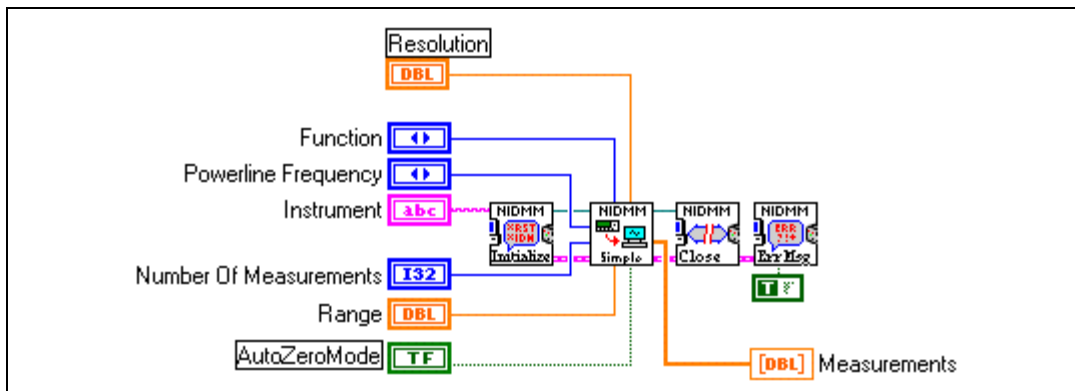 Resolution
DBL
Function
Powerline Frequency
Instrument abc
NIDMM NIDMM NIDMM NIDMM
Initialize Simple Close Err Msg
Number Of Measurements I32
Range DBL
AutoZeroMode TF
T
[DBL] Measurements